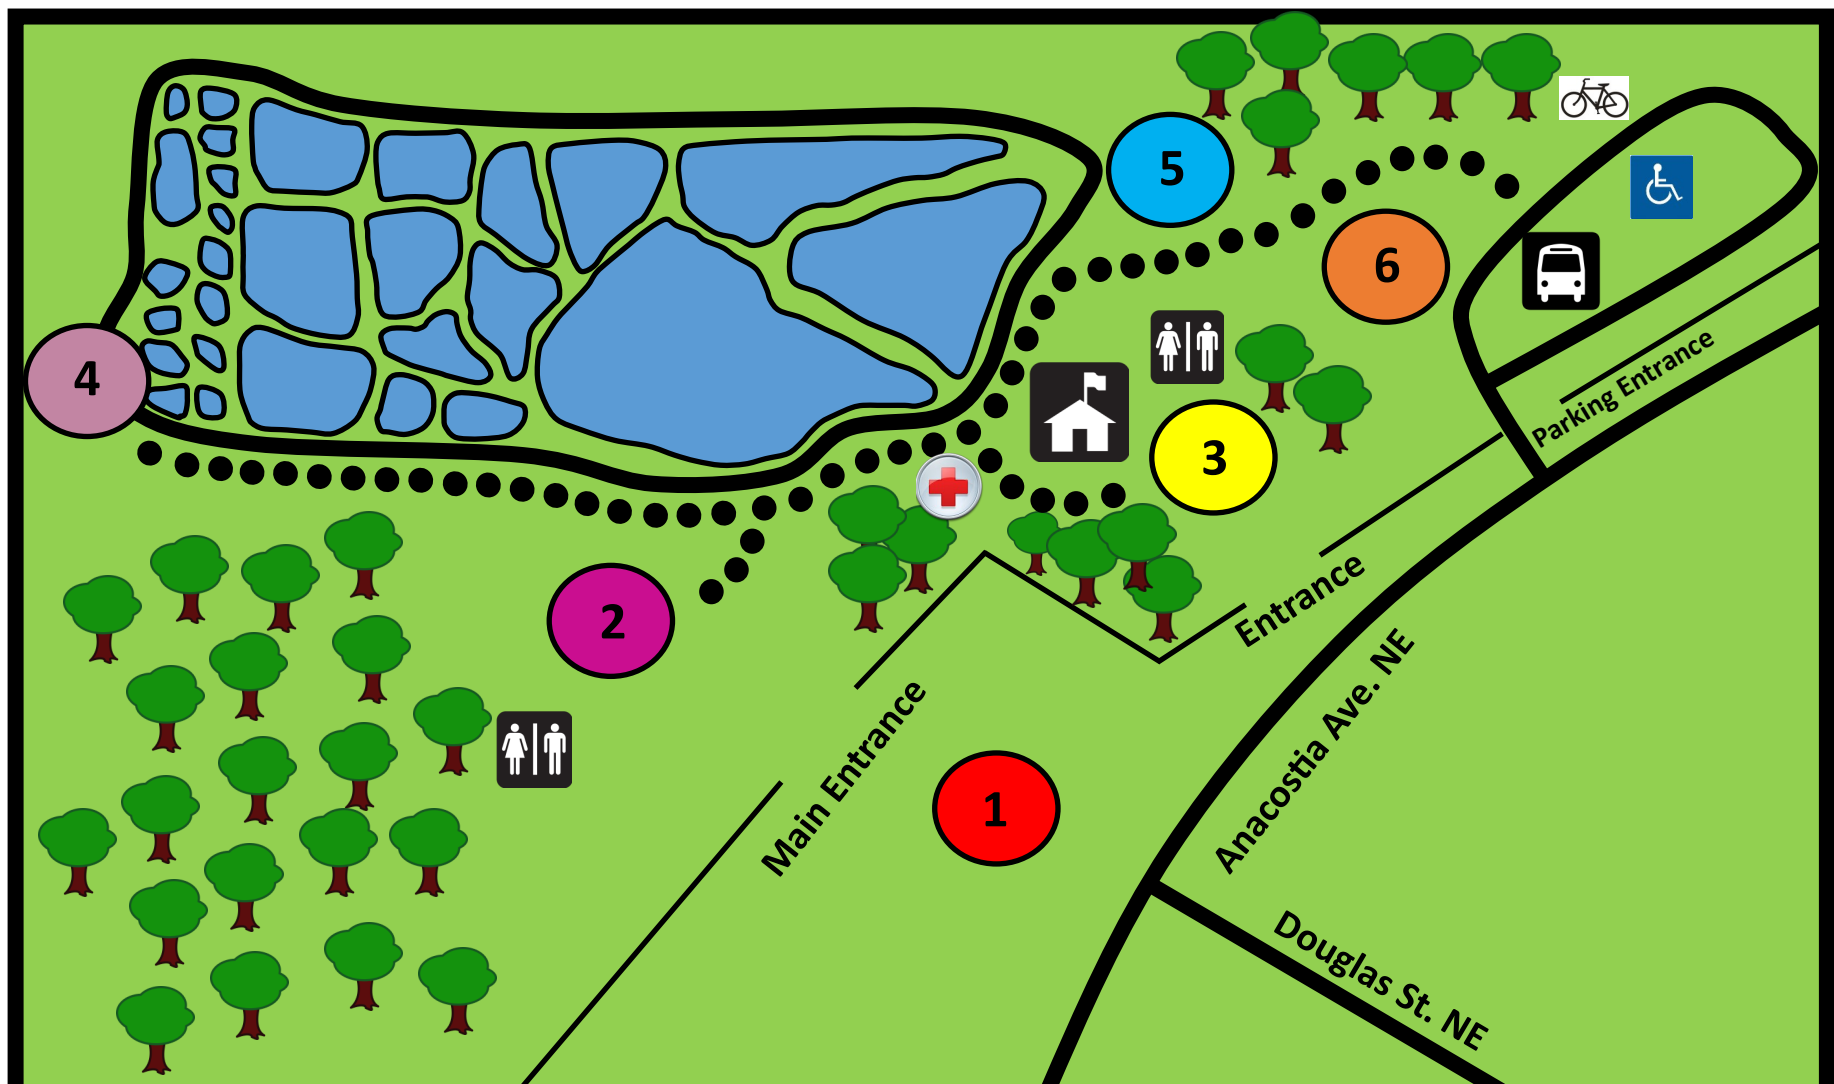 5
6
4
3
Parking Entrance
2
Entrance
Main Entrance
1
Anacostia Ave. NE
Douglas St. NE